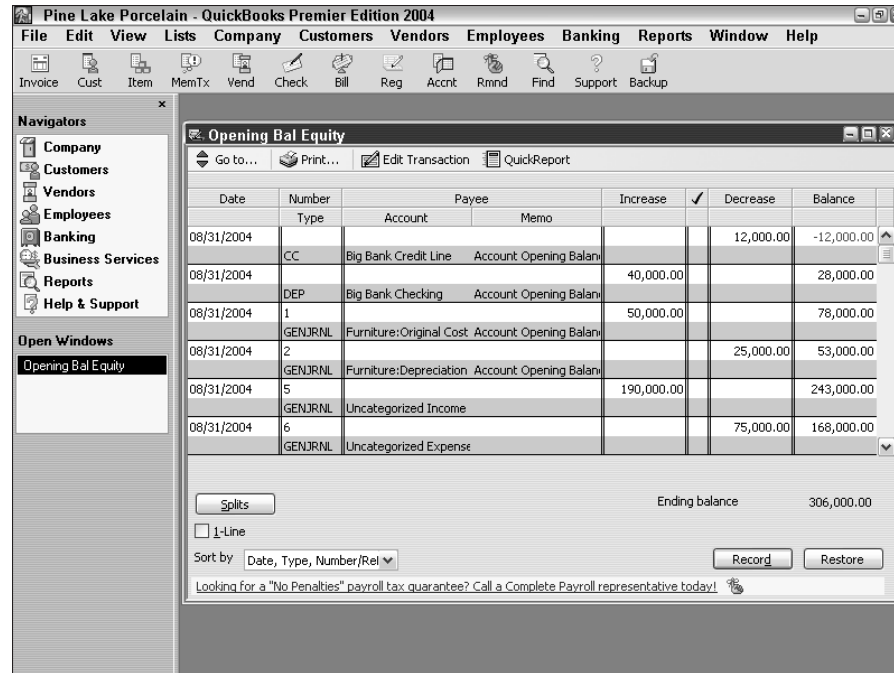 Pine Lake Porcelain - QuickBooks Premier Edition 2004
File Edit View Lists Company Customers Vendors Employees Banking Reports Window Help
Invoice Cust Item MemTx Vend Check Bill Reg Accnt Rmnd Find Support Backup
Navigators
Company
Customers
Vendors
Employees
Banking
Business Services
Reports
Help & Support
Open Windows
Opening Bal Equity
Opening Bal Equity
Go to... Print... Edit Transaction QuickReport
Date Number Payee Increase ✓ Decrease Balance
Type Account Memo
08/31/2004 12,000.00 -12,000.00
CC Big Bank Credit Line Account Opening Balan
08/31/2004 40,000.00 28,000.00
DEP Big Bank Checking Account Opening Balan
08/31/2004 1 50,000.00 78,000.00
GENJRNL Furniture:Original Cost Account Opening Balan
08/31/2004 2 25,000.00 53,000.00
GENJRNL Furniture:Depreciation Account Opening Balan
08/31/2004 5 190,000.00 243,000.00
GENJRNL Uncategorized Income
08/31/2004 6 75,000.00 168,000.00
GENJRNL Uncategorized Expense
Splits Ending balance 306,000.00
1-Line
Sort by Date, Type, Number/Rel Record Restore
Looking for a "No Penalties" payroll tax guarantee? Call a Complete Payroll representative today!